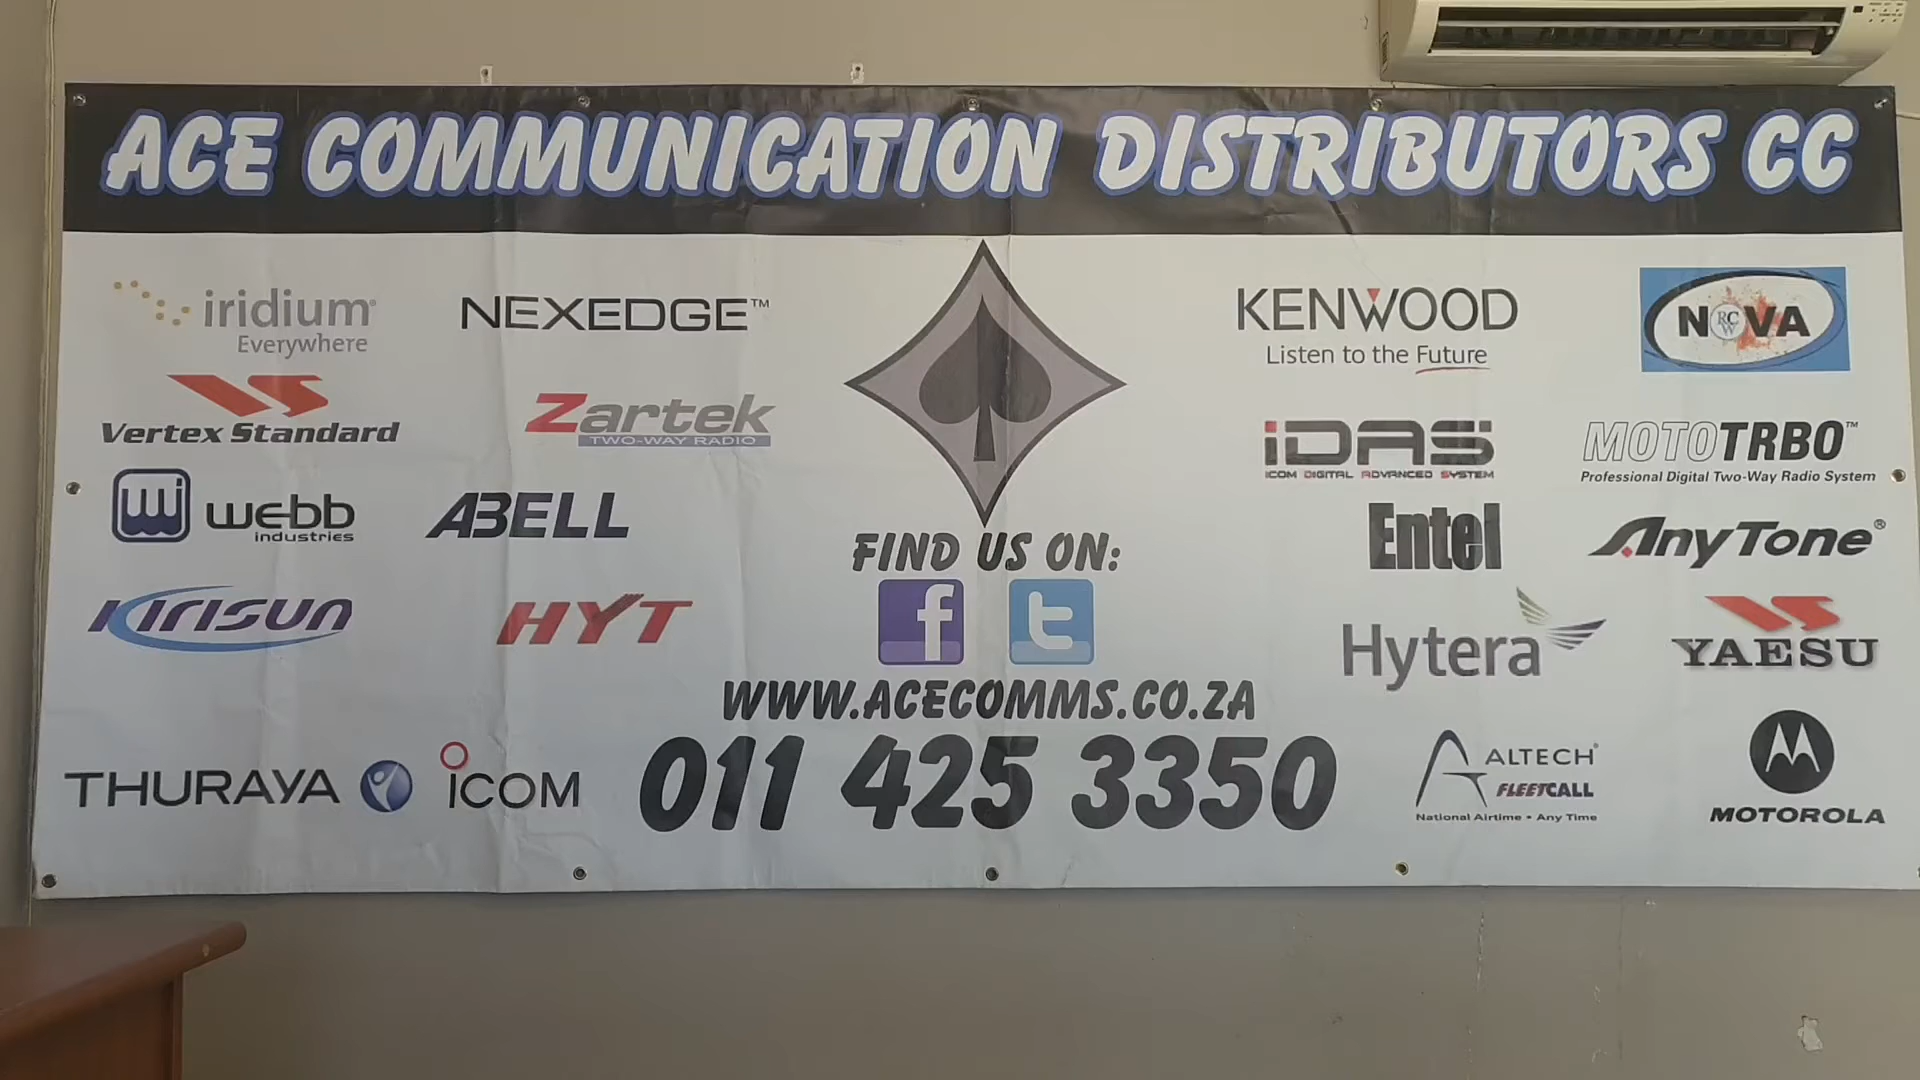 ACE COMMUNICATION DISTRIBUTORS CC
iridium®
Everywhere
NEXEDGE™
Vertex Standard
Zartek
TWO-WAY RADIO
wi webb
industries
ABELL
KIRISUN
HYT
THURAYA
ICOM
FIND US ON:
f t
WWW.ACECOMMS.CO.ZA
011 425 3350
KENWOOD
Listen to the Future
NOVA
RCW
iDAS
ICOM DIGITAL ADVANCED SYSTEM
MOTOTRBO™
Professional Digital Two-Way Radio System
Entel
AnyTone®
Hytera
YAESU
ALTECH
FLEETCALL
National Airtime • Any Time
MOTOROLA